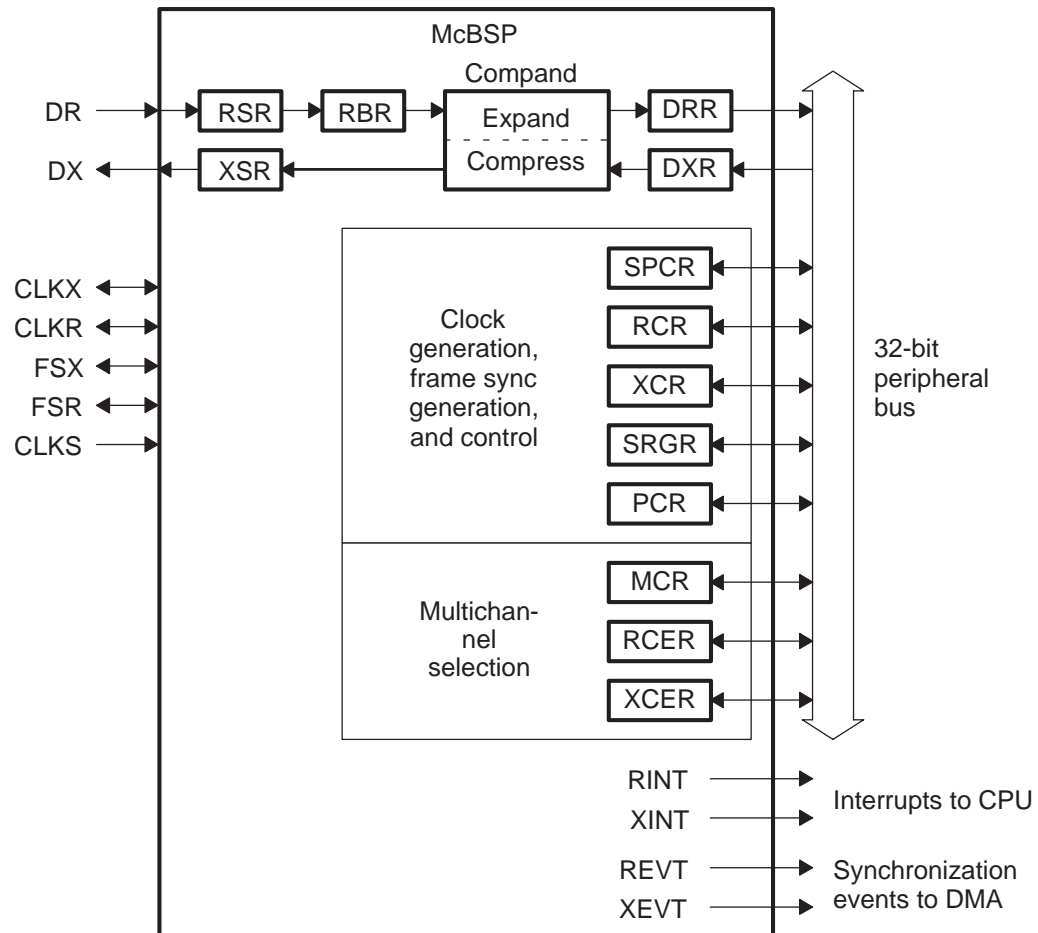 McBSP
Compand
DR
RSR
RBR
Expand
DRR
DX
XSR
Compress
DXR
CLKX
CLKR
FSX
FSR
CLKS
Clock
generation,
frame sync
generation,
and control
SPCR
RCR
XCR
SRGR
PCR
32-bit
peripheral
bus
Multichan-
nel
selection
MCR
RCER
XCER
RINT
XINT
Interrupts to CPU
REVT
XEVT
Synchronization
events to DMA